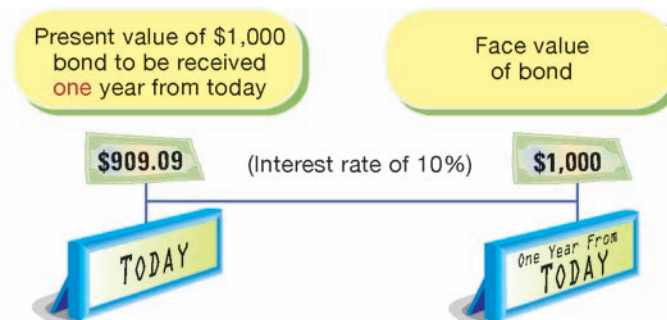 Present value of $1,000
bond to be received
one year from today
Face value
of bond
$909.09
(Interest rate of 10%)
$1,000
TODAY
One Year From
TODAY